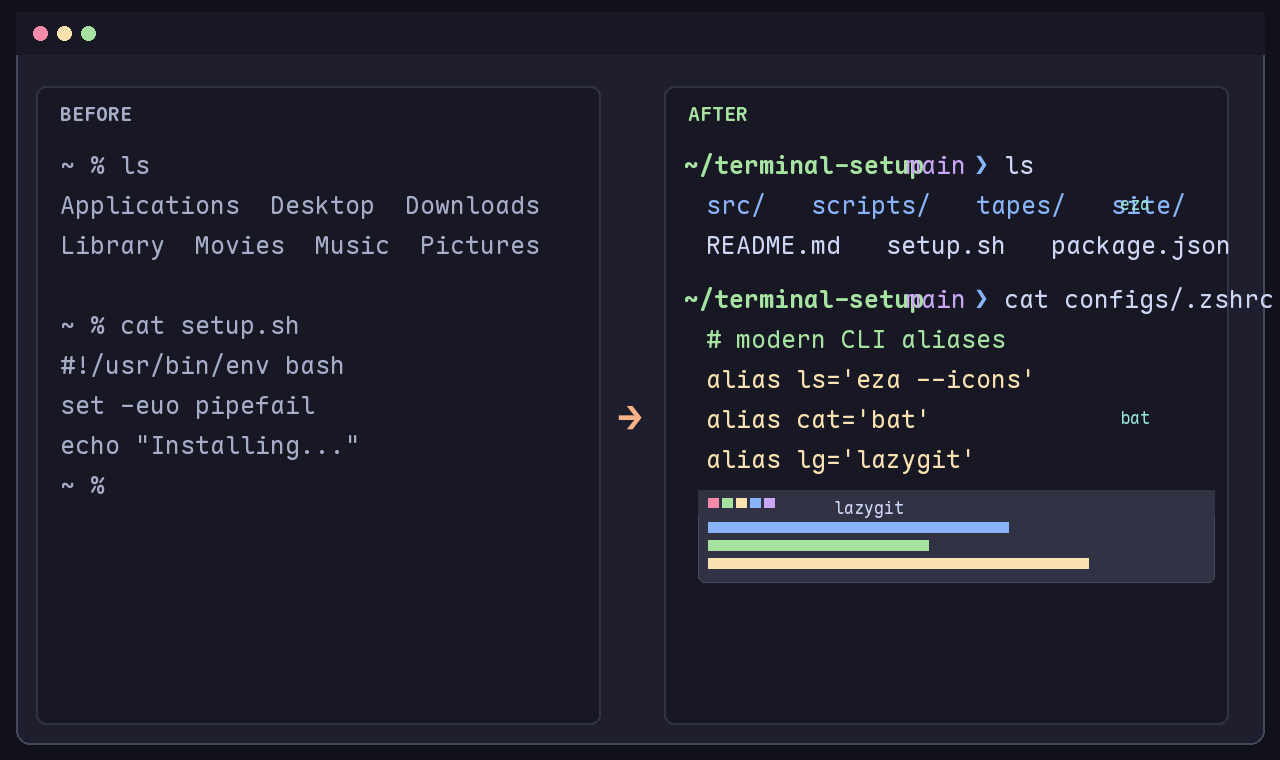 BEFORE
~ % ls
Applications  Desktop  Downloads
Library  Movies  Music  Pictures
~ % cat setup.sh
#!/usr/bin/env bash
set -euo pipefail
echo "Installing..."
~ %
→
AFTER
~/terminal-setup main ❯ ls
src/   scripts/   tapes/   site/
eza
README.md   setup.sh   package.json
~/terminal-setup main ❯ cat configs/.zshrc
# modern CLI aliases
alias ls='eza --icons'
alias cat='bat'
bat
alias lg='lazygit'
lazygit